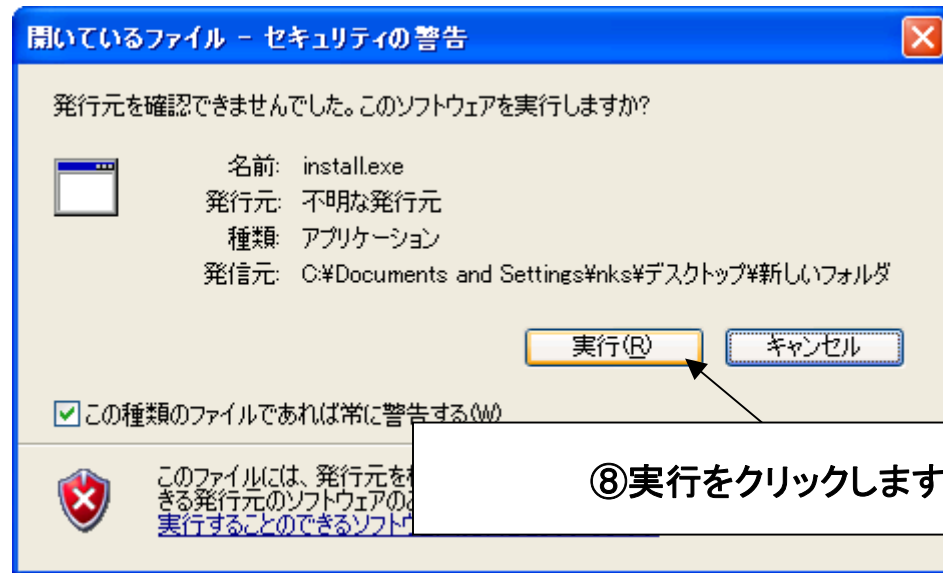 開いているファイル - セキュリティの警告
発行元を確認できませんでした。このソフトウェアを実行しますか?
名前: install.exe
発行元: 不明な発行元
種類: アプリケーション
発信元: C:¥Documents and Settings¥nks¥デスクトップ¥新しいフォルダ
実行(R) キャンセル
この種類のファイルであれば常に警告する(W)
⑧実行をクリックします
このファイルには、発行元を
きる発行元のソフトウェアの
実行することのできるソフトウ